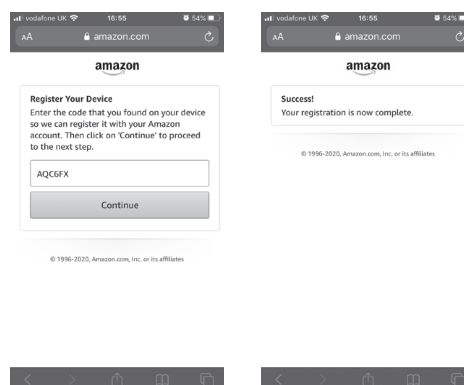 vodafone UK 16:55 54%
AA amazon.com
amazon
Register Your Device
Enter the code that you found on your device
so we can register it with your Amazon
account. Then click on 'Continue' to proceed
to the next step.
AQC6FX
Continue
© 1996-2020, Amazon.com, Inc. or its affiliates
vodafone UK 16:55 54%
AA amazon.com
amazon
Success!
Your registration is now complete.
© 1996-2020, Amazon.com, Inc. or its affiliates